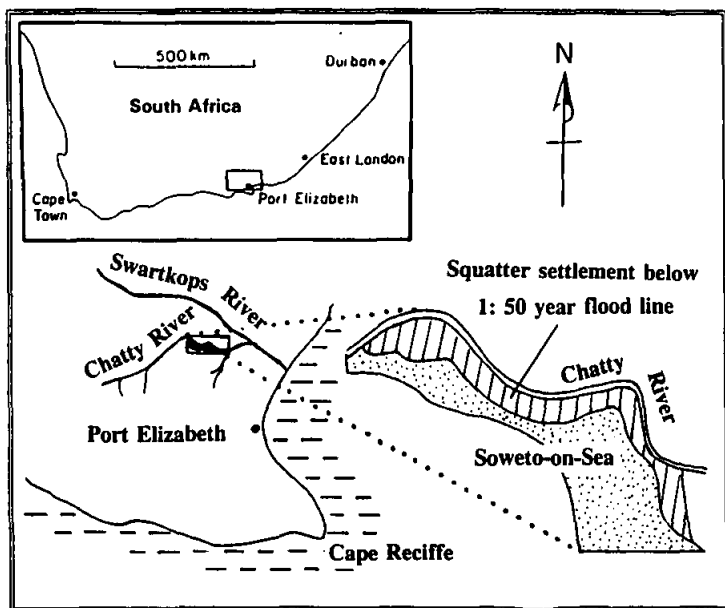 500 km
Durban
South Africa
East London
Port Elizabeth
Cape
Town
N
Swartkops
River
Chatty River
Port Elizabeth
Cape Reciffe
Squatter settlement below
1: 50 year flood line
Chatty
River
Soweto-on-Sea